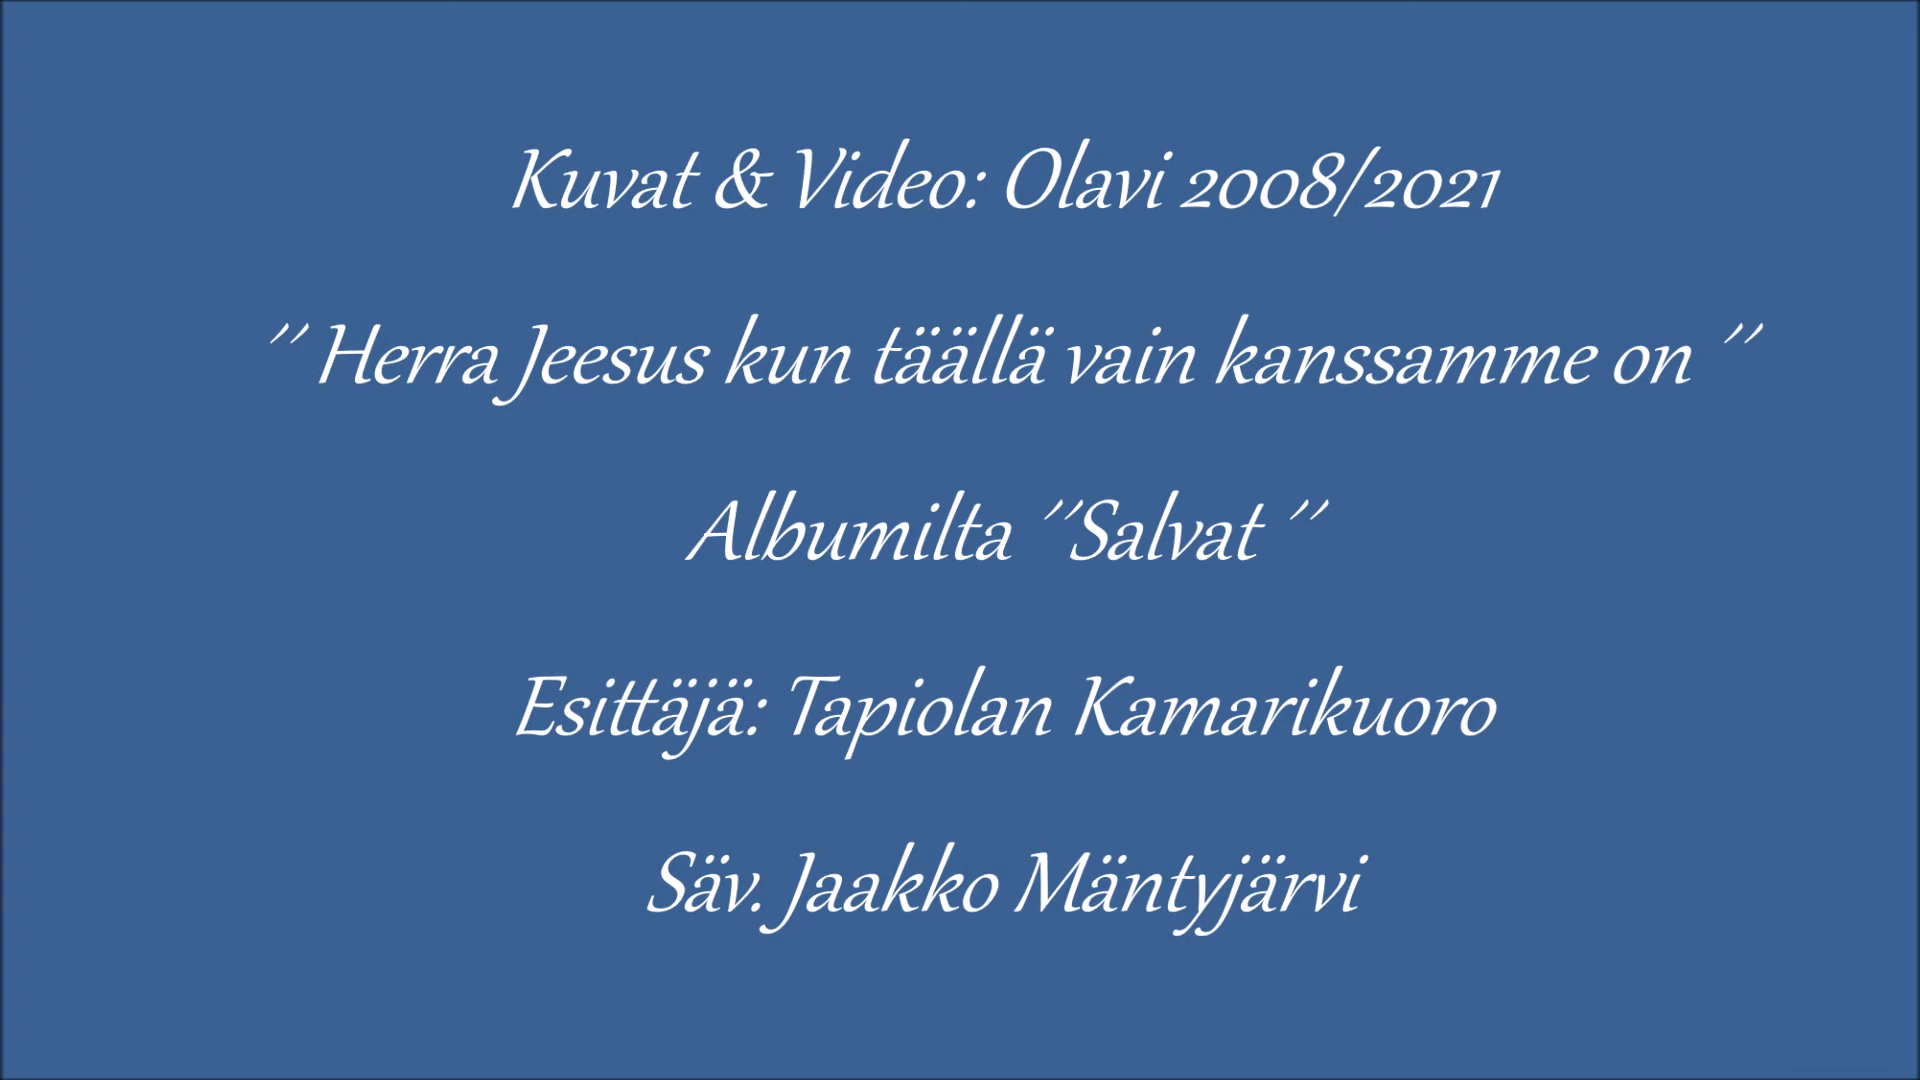 Kuvat & Video: Olavi 2008/2021
'' Herra Jeesus kun täällä vain kanssamme on ''
Albumilta ''Salvat ''
Esittäjä: Tapiolan Kamarikuoro
Säv. Jaakko Mäntyjärvi